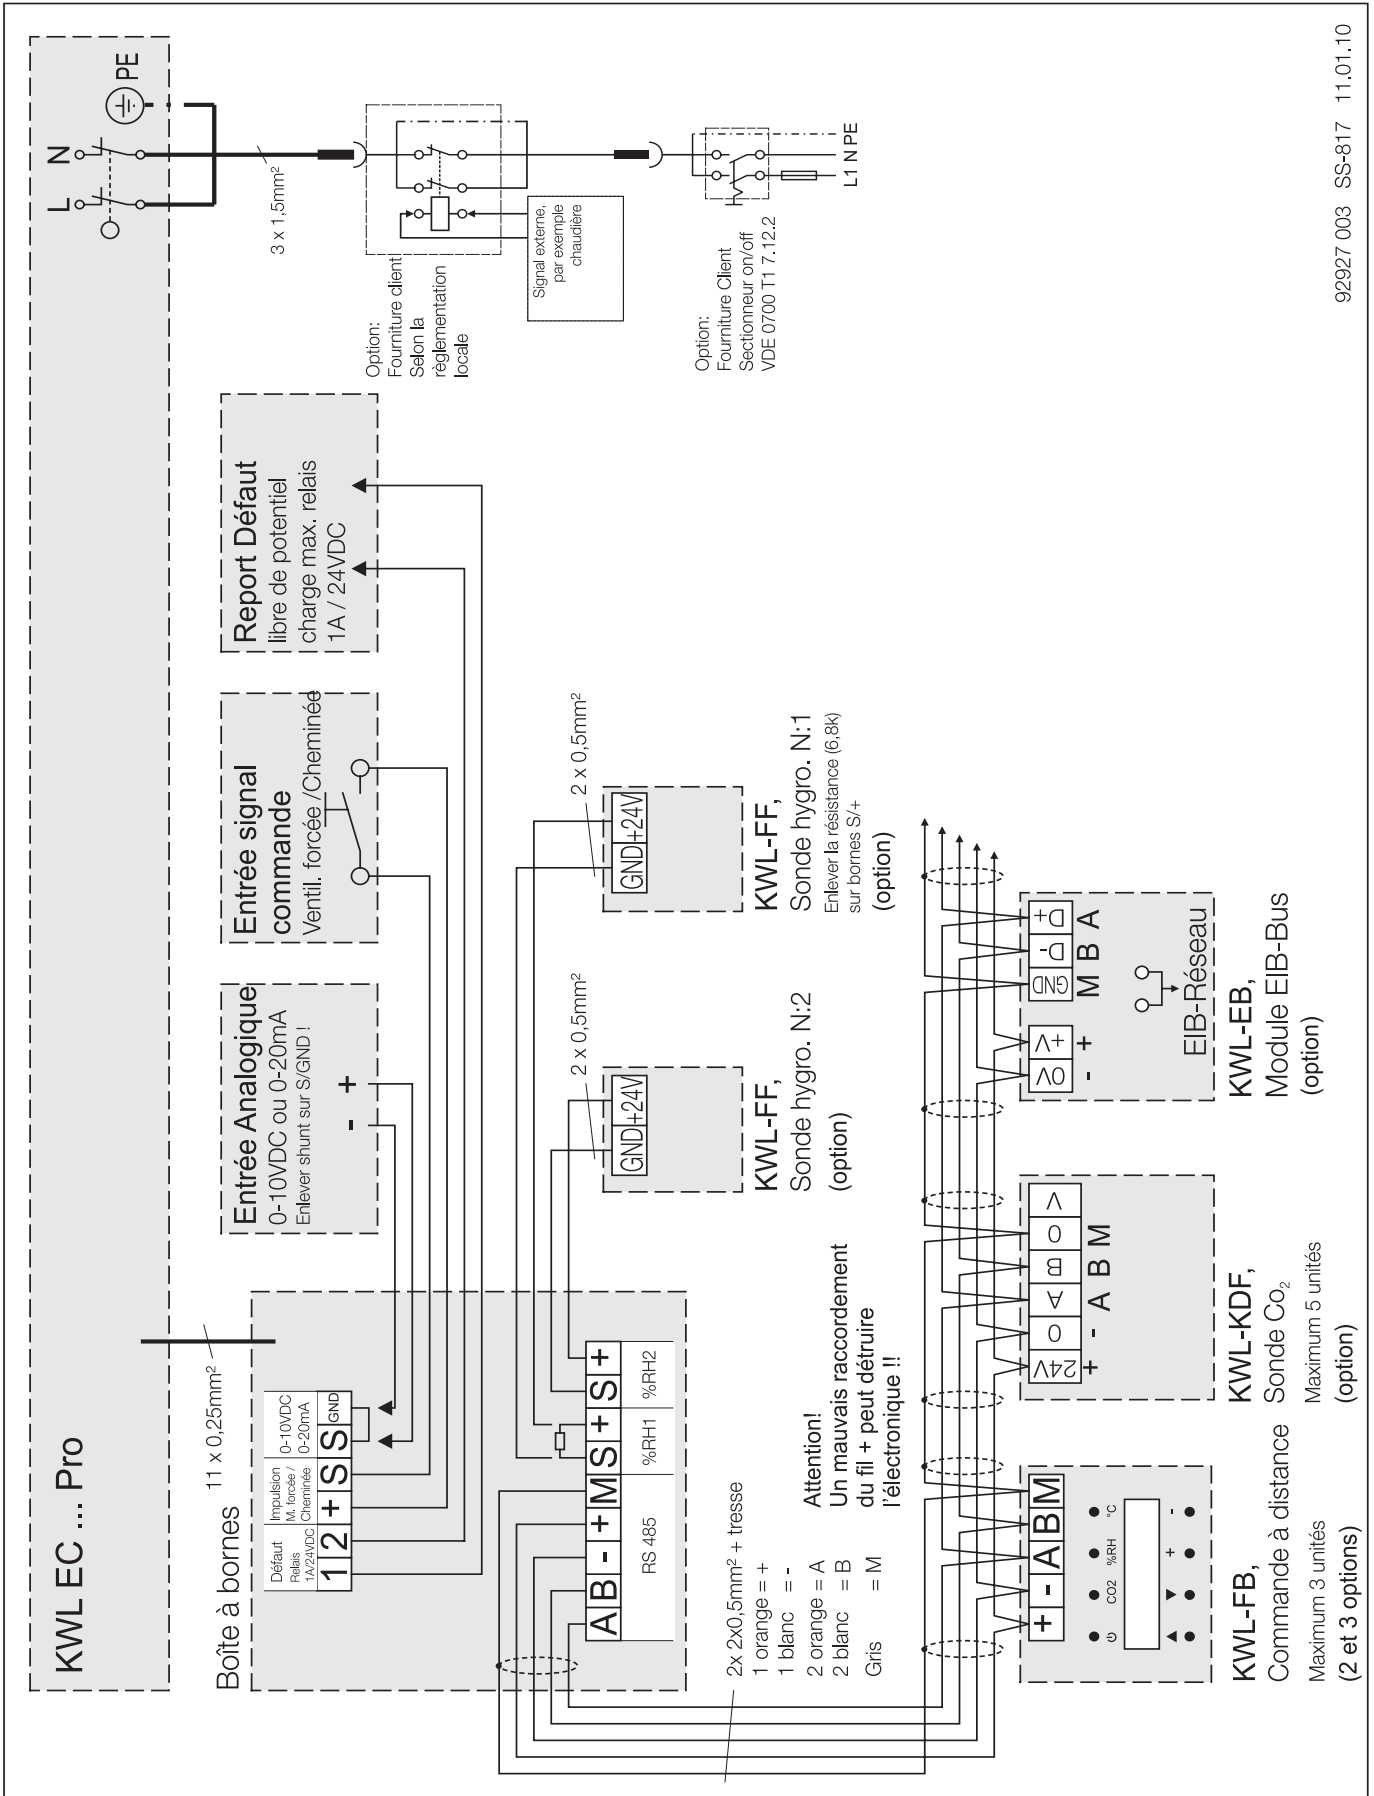 KWL EC ... Pro
L
N
PE
3 x 1,5mm²
Option:
Fourniture client
Selon la
règlementation
locale
Signal externe,
par exemple
chaudière
Option:
Fourniture Client
Sectionneur on/off
VDE 0700 T1 7.12.2
L1 N PE
11 x 0,25mm²
Boîte à bornes
Défaut
Relais
1A/24VDC
Impulsion
M. forcée /
Cheminée
0-10VDC
0-20mA
1 2 + S S GND
Entrée Analogique
0-10VDC ou 0-20mA
Enlever shunt sur S/GND !
- +
Entrée signal
commande
Ventil. forcée /Cheminée
Report Défaut
libre de potentiel
charge max. relais
1A / 24VDC
A B - + M S + S +
RS 485
%RH1
%RH2
2 x 0,5mm²
GND +24V
KWL-FF,
Sonde hygro. N:2
(option)
2 x 0,5mm²
GND +24V
KWL-FF,
Sonde hygro. N:1
Enlever la résistance (6,8k)
sur bornes S/+
(option)
2x 2x0,5mm² + tresse
1 orange = +
1 blanc = -
2 orange = A
2 blanc = B
Gris = M
Attention!
Un mauvais raccordement
du fil + peut détruire
l'électronique !!
+ - A B M
CO2 %RH °C
+ -
KWL-FB,
Commande à distance
Maximum 3 unités
(2 et 3 options)
24V 0 A B 0 V
+ - A B M
KWL-KDF,
Sonde Co₂
Maximum 5 unités
(option)
0V +V GND D- D+
- + M B A
EIB-Réseau
KWL-EB,
Module EIB-Bus
(option)
92927 003 SS-817 11.01.10